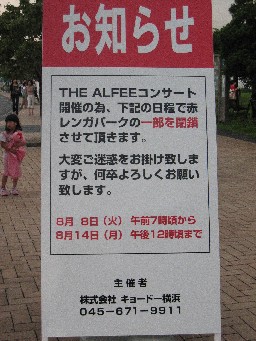 お知らせ
THE ALFEEコンサート
開催の為、下記の日程で赤
レンガパークの一部を閉鎖
させて頂きます。
大変ご迷惑をお掛け致しま
すが、何卒よろしくお願い
致します。
8月 8日(火) 午前7時頃から
8月14日(月) 午後12時頃まで
主催者
株式会社 キョードー横浜
045-671-9911